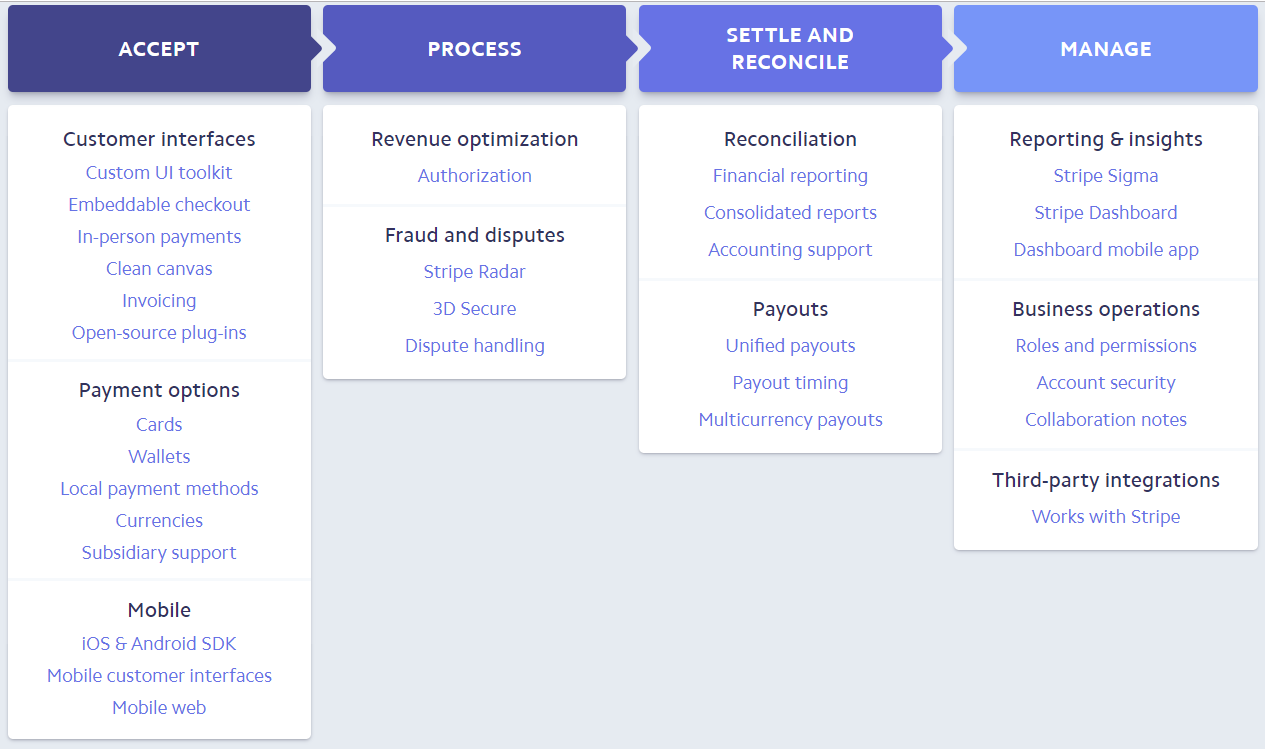 ACCEPT
Customer interfaces
Custom UI toolkit
Embeddable checkout
In-person payments
Clean canvas
Invoicing
Open-source plug-ins
Payment options
Cards
Wallets
Local payment methods
Currencies
Subsidiary support
Mobile
iOS & Android SDK
Mobile customer interfaces
Mobile web
PROCESS
Revenue optimization
Authorization
Fraud and disputes
Stripe Radar
3D Secure
Dispute handling
SETTLE AND
RECONCILE
Reconciliation
Financial reporting
Consolidated reports
Accounting support
Payouts
Unified payouts
Payout timing
Multicurrency payouts
MANAGE
Reporting & insights
Stripe Sigma
Stripe Dashboard
Dashboard mobile app
Business operations
Roles and permissions
Account security
Collaboration notes
Third-party integrations
Works with Stripe